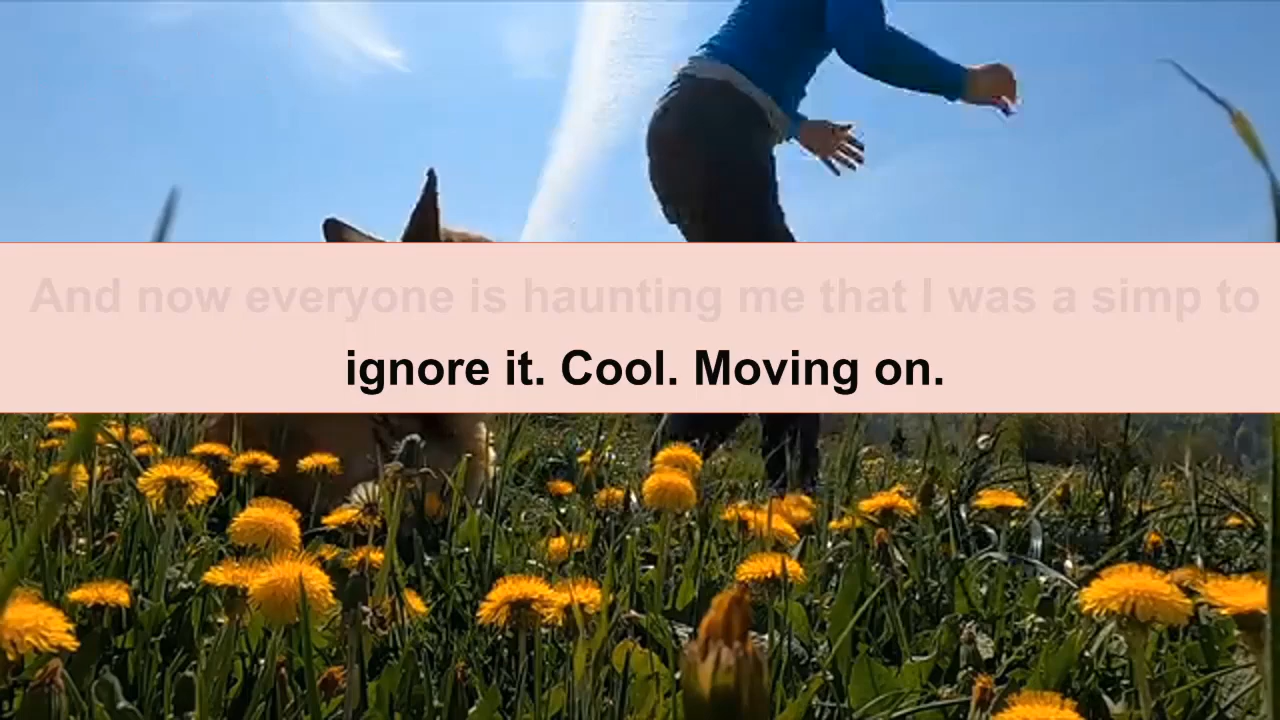 And now everyone is haunting me that I was a simp to
ignore it. Cool. Moving on.